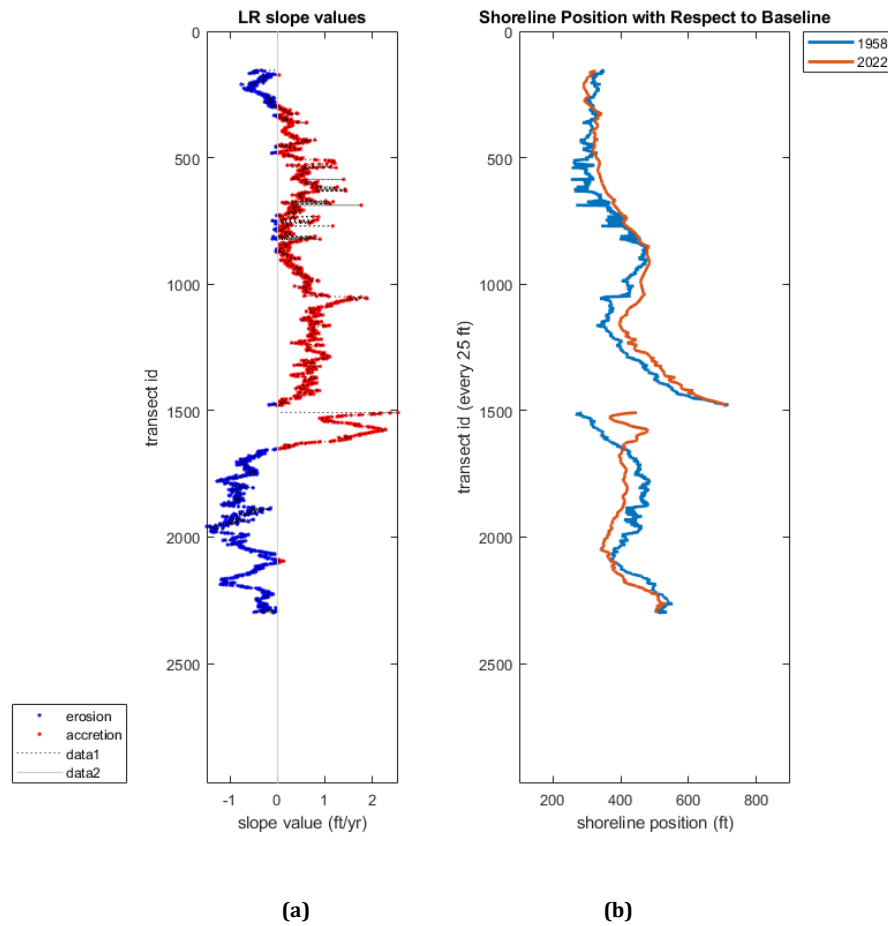 LR slope values
0
500
1000
1500
2000
2500
transect id
-1
0
1
2
slope value (ft/yr)
erosion
accretion
data1
data2
(a)
Shoreline Position with Respect to Baseline
0
500
1000
1500
2000
2500
transect id (every 25 ft)
200
400
600
800
shoreline position (ft)
1958
2022
(b)